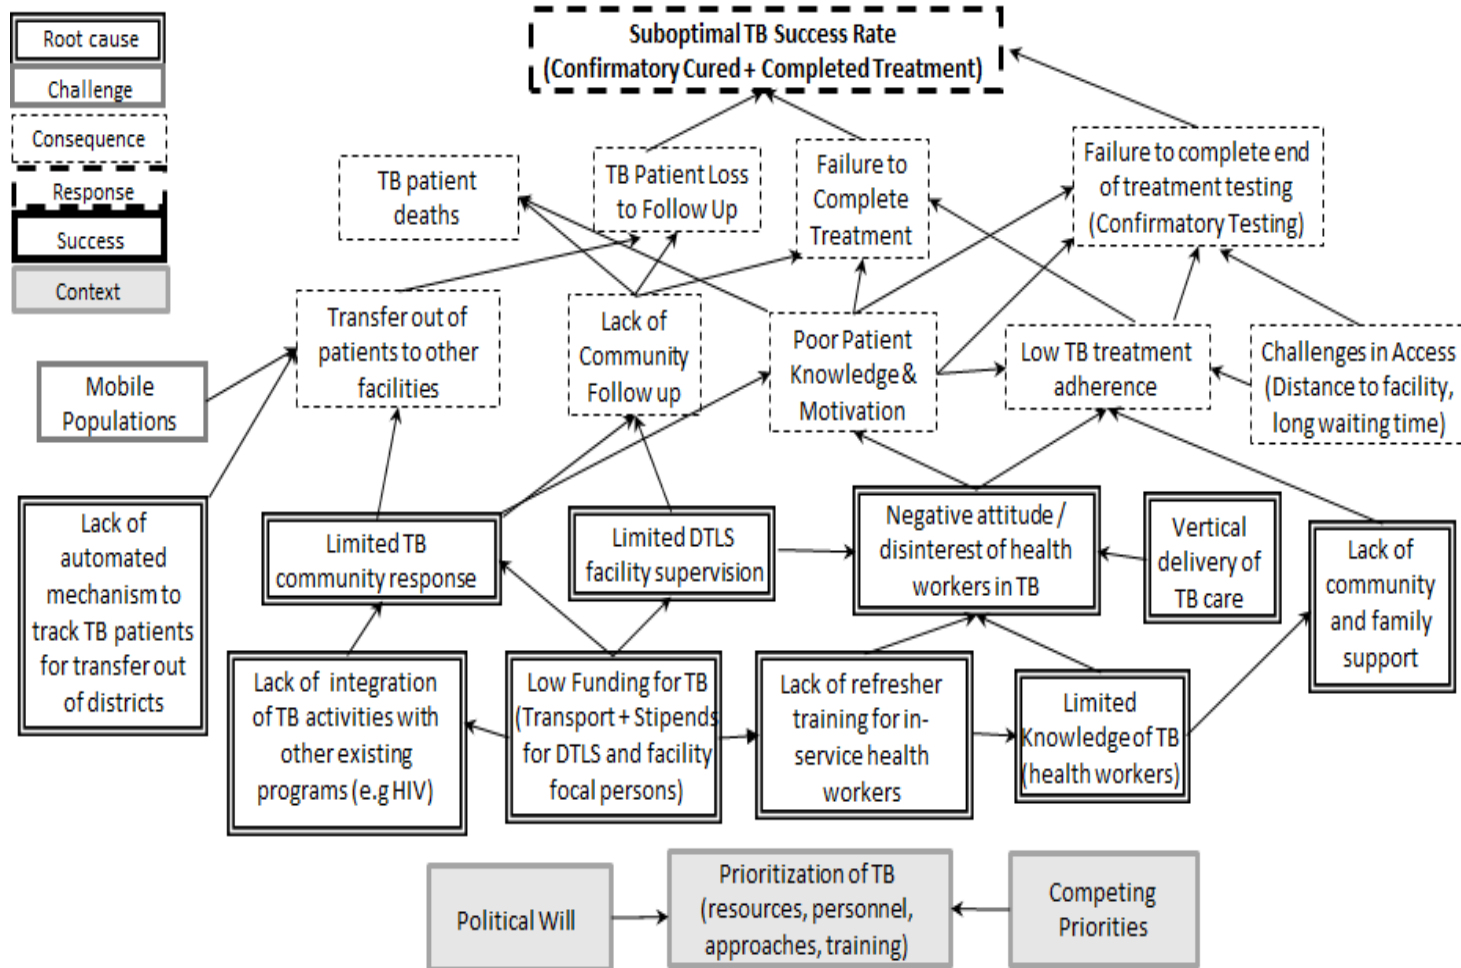 Root cause
Challenge
Consequence
Response
Success
Context
Suboptimal TB Success Rate
(Confirmatory Cured + Completed Treatment)
TB patient
deaths
TB Patient Loss
to Follow Up
Failure to
Complete
Treatment
Failure to complete end
of treatment testing
(Confirmatory Testing)
Mobile
Populations
Transfer out of
patients to other
facilities
Lack of
Community
Follow up
Poor Patient
Knowledge &
Motivation
Low TB treatment
adherence
Challenges in Access
(Distance to facility,
long waiting time)
Lack of
automated
mechanism to
track TB patients
for transfer out
of districts
Limited TB
community response
Limited DTLS
facility supervision
Negative attitude /
disinterest of health
workers in TB
Vertical
delivery of
TB care
Lack of
community
and family
support
Lack of integration
of TB activities with
other existing
programs (e.g HIV)
Low Funding for TB
(Transport + Stipends
for DTLS and facility
focal persons)
Lack of refresher
training for in-
service health
workers
Limited
Knowledge of TB
(health workers)
Political Will
Prioritization of TB
(resources, personnel,
approaches, training)
Competing
Priorities